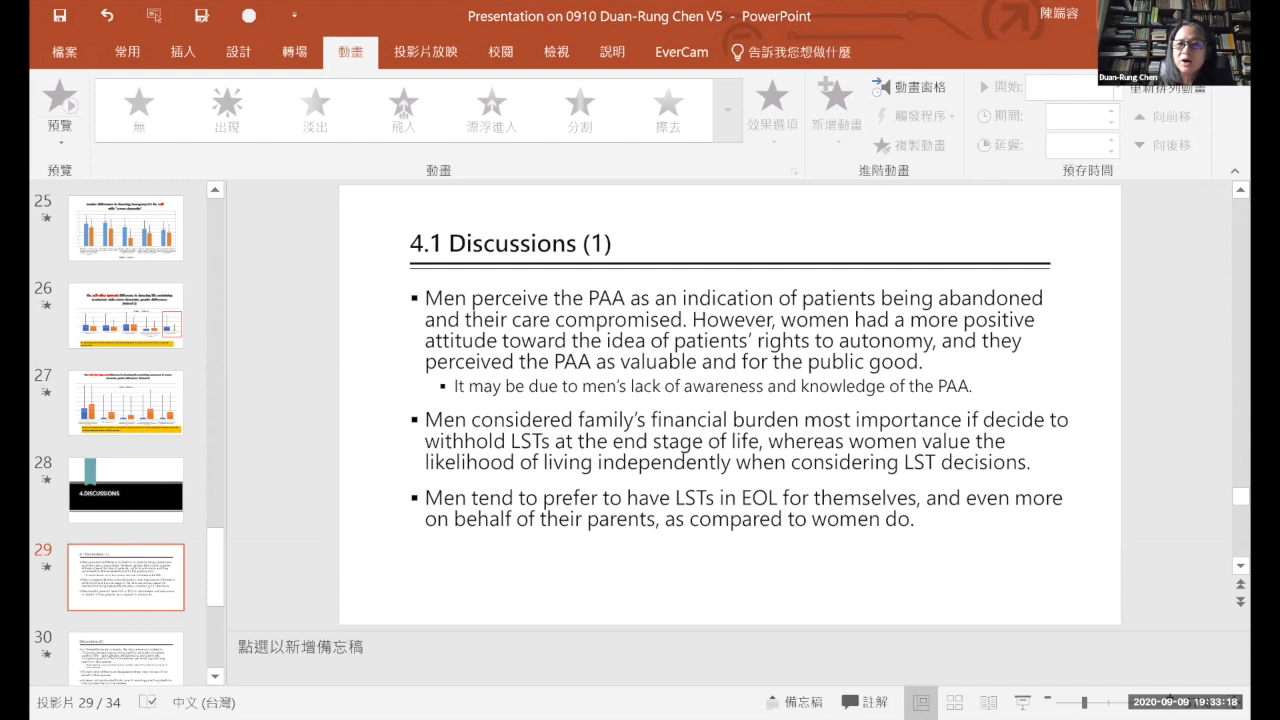 Presentation on 0910 Duan-Rung Chen V5 - PowerPoint
陳端容
檔案 常用 插入 設計 轉場 動畫 投影片放映 校閱 檢視 說明 EverCam 告訴我您想做什麼
Duan-Rung Chen
預覽
無 出現 淡出 飛入 漂浮進入 分割 擦去
效果選項
新增動畫
動畫窗格
觸發程序
複製動畫
開始:
期間:
延遲:
重新排列動畫
向前移
向後移
預覽 動畫 進階動畫 預存時間
25
26
27
28
4.DISCUSSIONS
29
30
4.1 Discussions (1)
▪ Men perceive the PAA as an indication of patients being abandoned
and their care compromised. However, women had a more positive
attitude toward the idea of patients’ rights to autonomy, and they
perceived the PAA as valuable and for the public good.
▪ It may be due to men’s lack of awareness and knowledge of the PAA.
▪ Men considered family’s financial burden most importance if decide to
withhold LSTs at the end stage of life, whereas women value the
likelihood of living independently when considering LST decisions.
▪ Men tend to prefer to have LSTs in EOL for themselves, and even more
on behalf of their parents, as compared to women do.
點選以新增備忘稿
投影片 29 / 34 中文 (台灣) 備忘稿 註解
2020-09-09 19:33:18